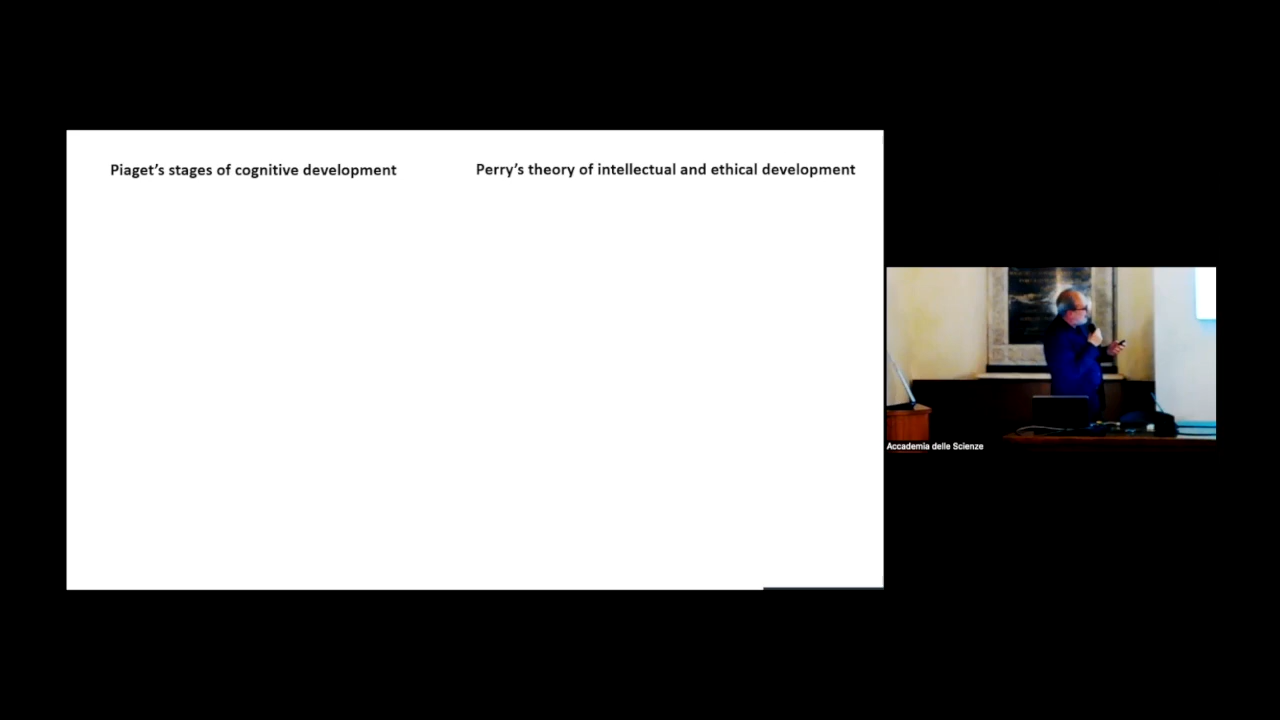 Piaget’s stages of cognitive development
Perry’s theory of intellectual and ethical development
Accademia delle Scienze